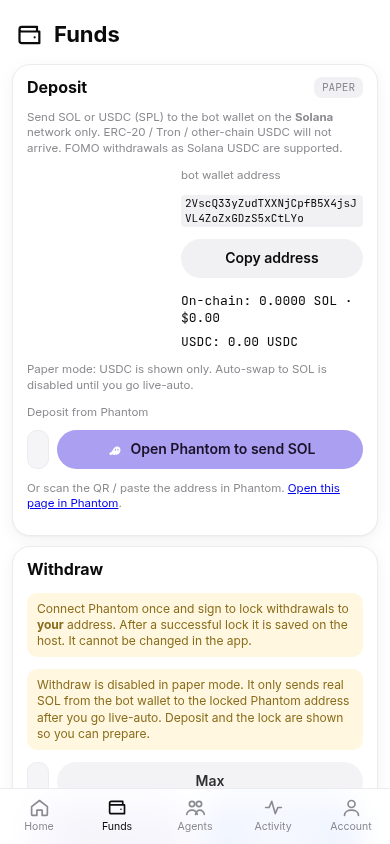 Funds
Deposit
PAPER
Send SOL or USDC (SPL) to the bot wallet on the Solana
network only. ERC-20 / Tron / other-chain USDC will not
arrive. FOMO withdrawals as Solana USDC are supported.
bot wallet address
2VscQ33yZudTXXNjCpfB5X4jsJ
VL4ZoZxGDzS5xCtLYo
Copy address
On-chain: 0.0000 SOL ·
$0.00
USDC: 0.00 USDC
Paper mode: USDC is shown only. Auto-swap to SOL is
disabled until you go live-auto.
Deposit from Phantom
Open Phantom to send SOL
Or scan the QR / paste the address in Phantom. Open this
page in Phantom.
Withdraw
Connect Phantom once and sign to lock withdrawals to
your address. After a successful lock it is saved on the
host. It cannot be changed in the app.
Withdraw is disabled in paper mode. It only sends real
SOL from the bot wallet to the locked Phantom address
after you go live-auto. Deposit and the lock are shown
so you can prepare.
Max
Home
Funds
Agents
Activity
Account